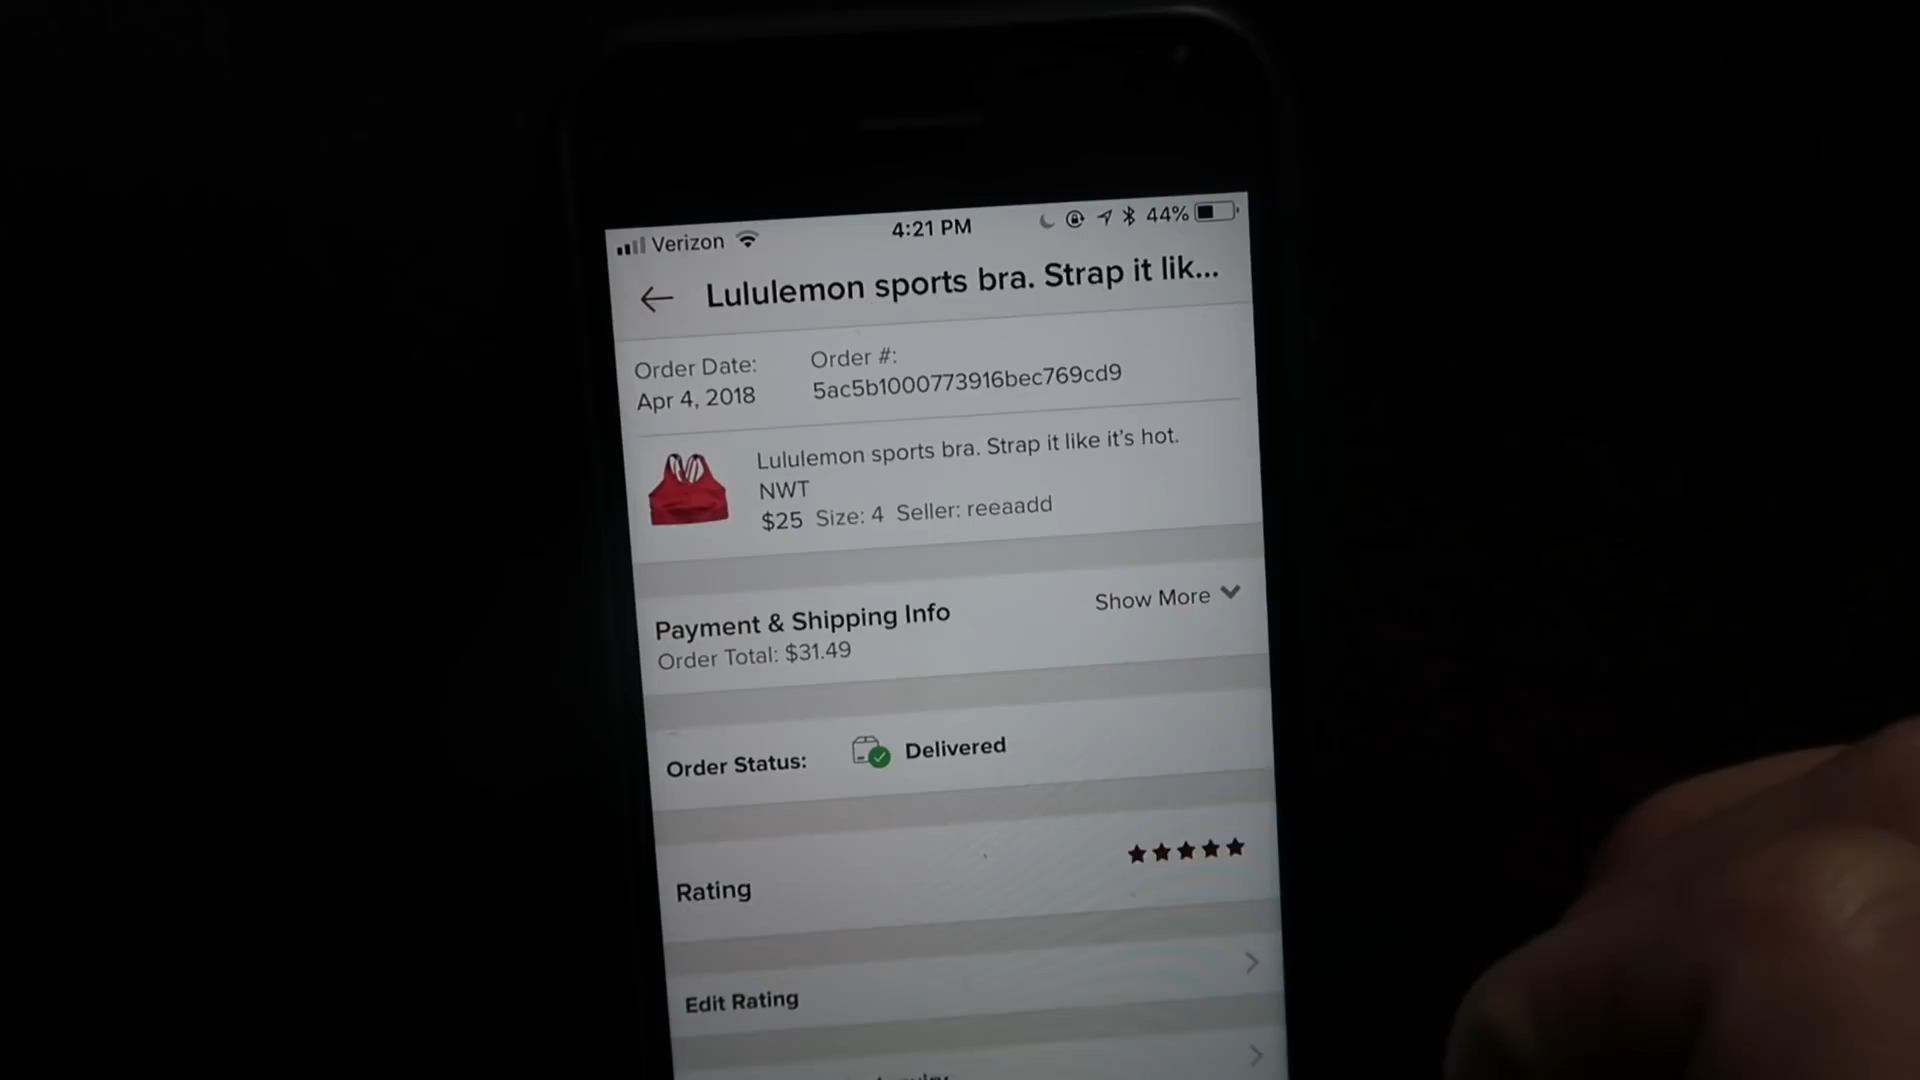 Verizon 4:21 PM 44%
Lululemon sports bra. Strap it lik...
Order Date: Order #:
Apr 4, 2018 5ac5b1000773916bec769cd9
Lululemon sports bra. Strap it like it's hot.
NWT
$25 Size: 4 Seller: reeaadd
Payment & Shipping Info Show More
Order Total: $31.49
Order Status: Delivered
Rating
Edit Rating